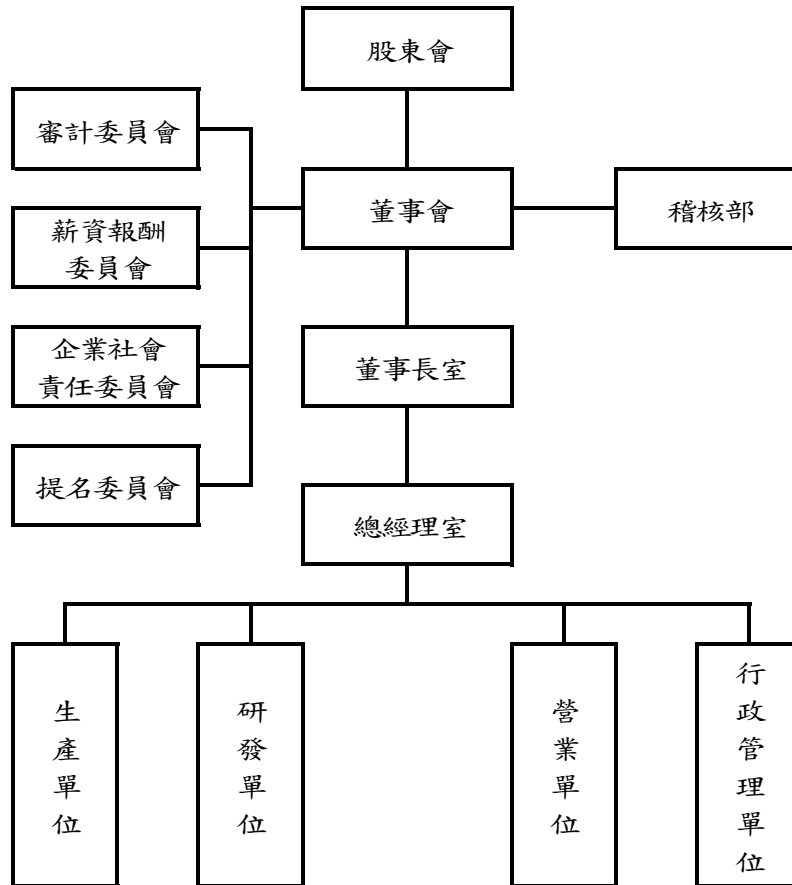 股東會
審計委員會
董事會
稽核部
薪資報酬
委員會
企業社會
責任委員會
董事長室
提名委員會
總經理室
生產單位
研發單位
營業單位
行政管理單位